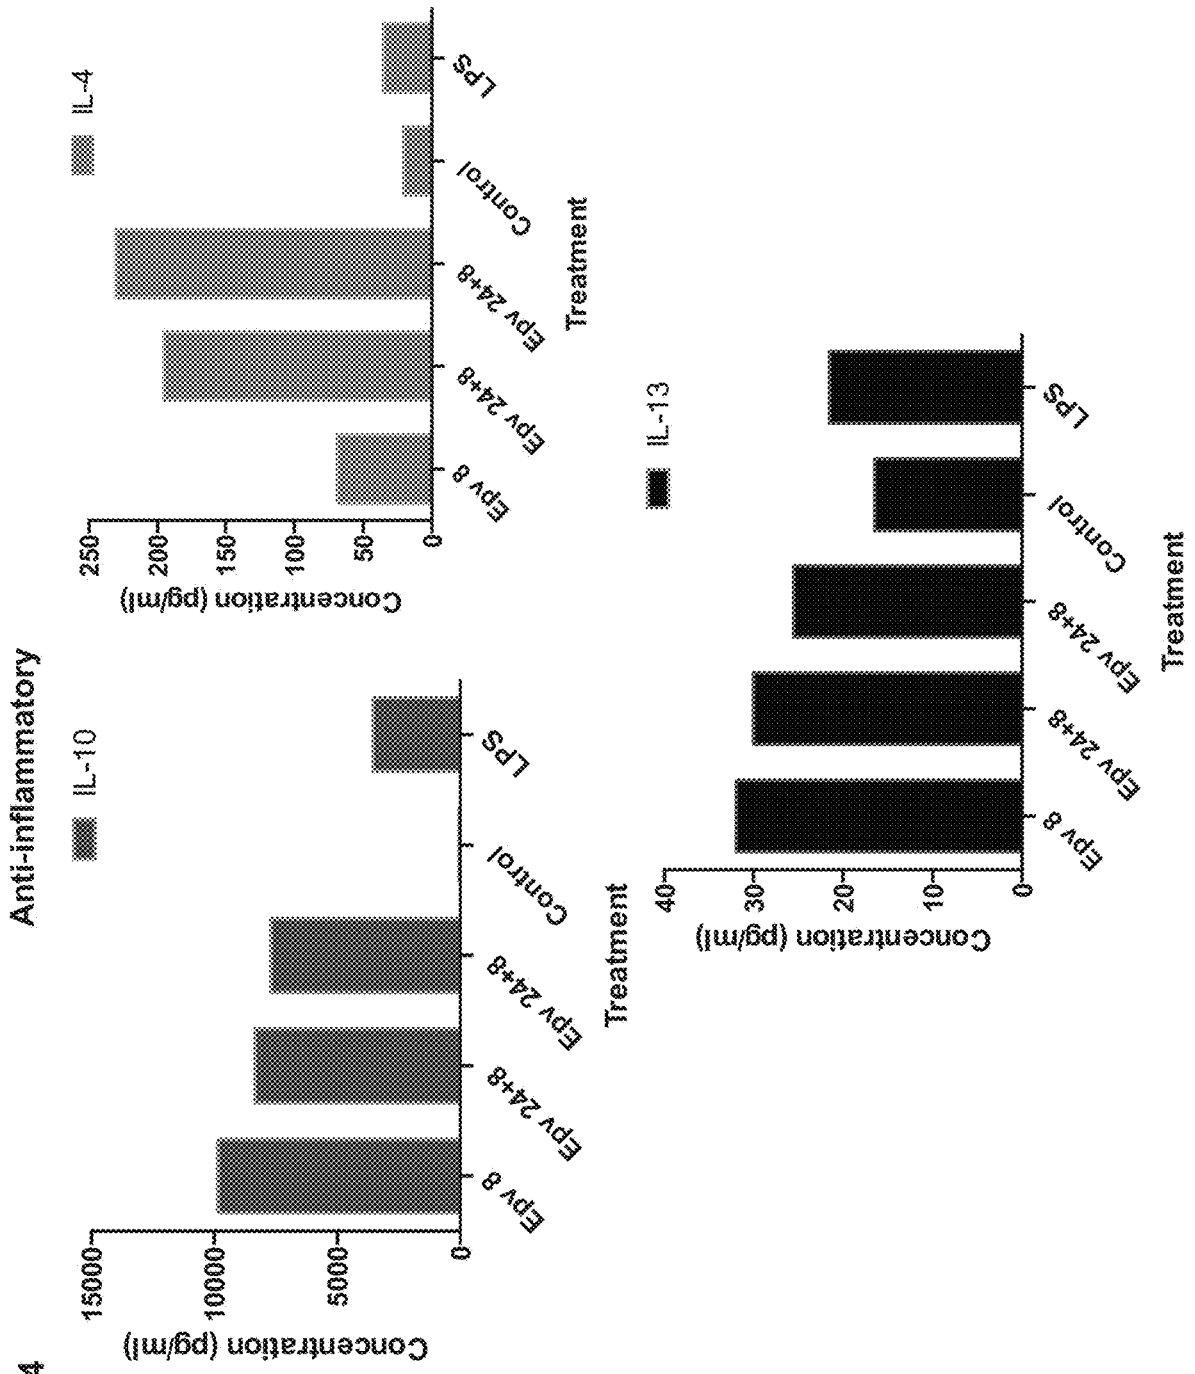 4
Anti-inflammatory
IL-10
Concentration (pg/ml)
15000
10000
5000
0
Epv 8
Epv 24+8
Epv 24+8
Control
LPS
Treatment
IL-4
Concentration (pg/ml)
250
200
150
100
50
0
Epv 8
Epv 24+8
Epv 24+8
Control
LPS
Treatment
IL-13
Concentration (pg/ml)
40
30
20
10
0
Epv 8
Epv 24+8
Epv 24+8
Control
LPS
Treatment